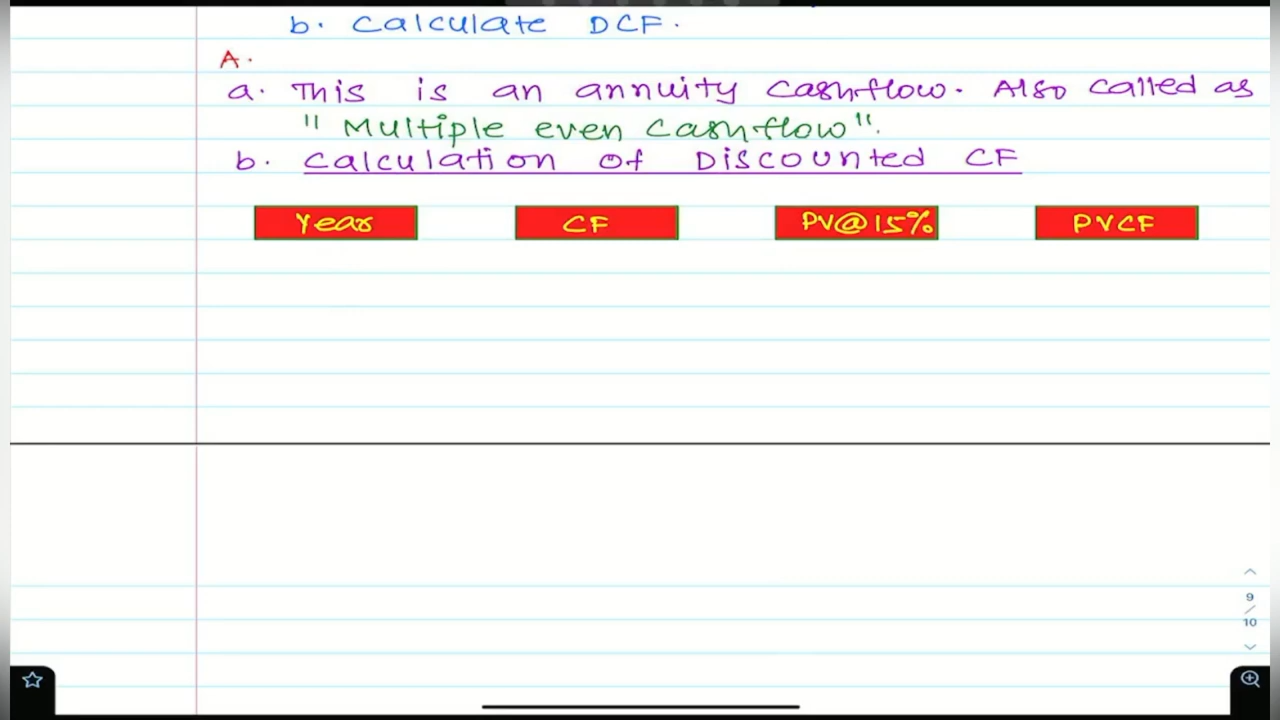 b. Calculate DCF.
A.
a. This is an annuity Cashflow. Also called as
"Multiple even Cashflow".
b. Calculation of Discounted CF
Year CF PV@15% PVCF
9
/
10